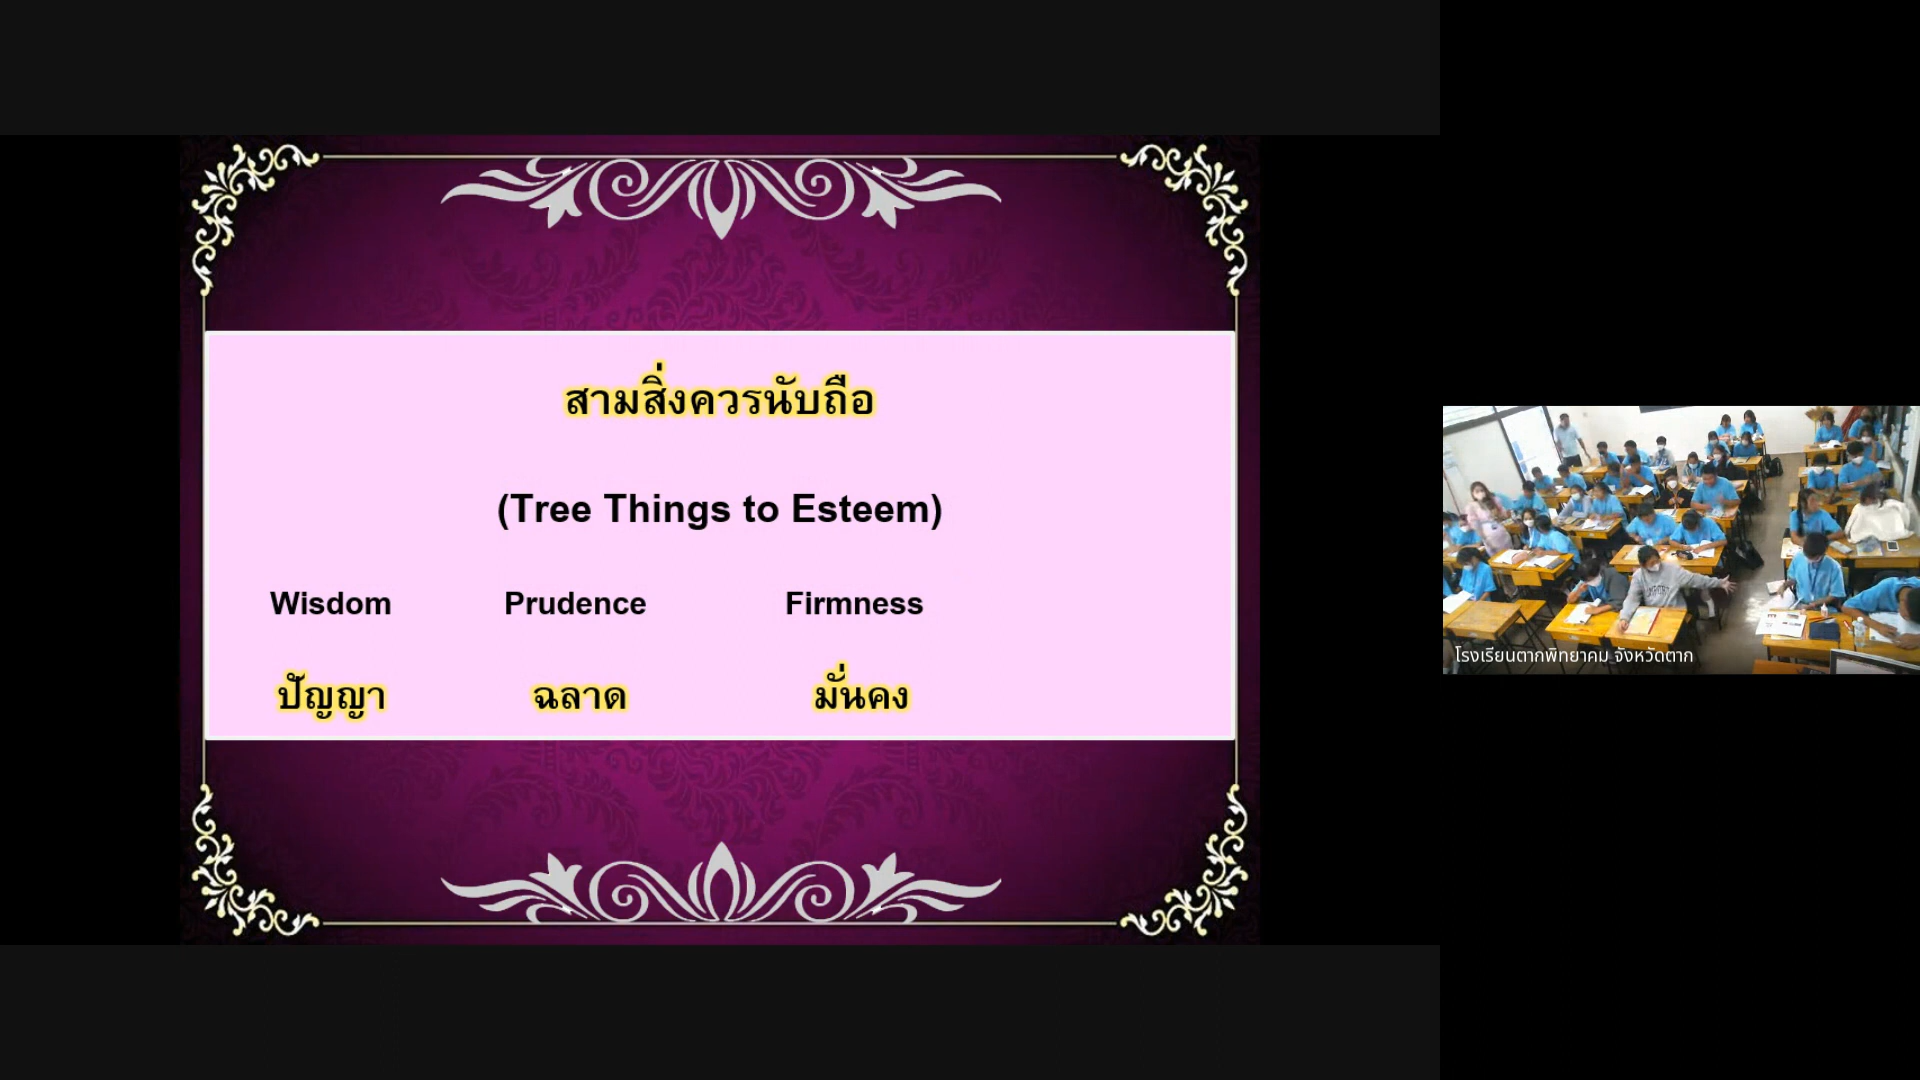 สามสิ่งควรนับถือ
(Tree Things to Esteem)
Wisdom Prudence Firmness
ปัญญา ฉลาด มั่นคง
โรงเรียนตากพิทยาคม จังหวัดตาก